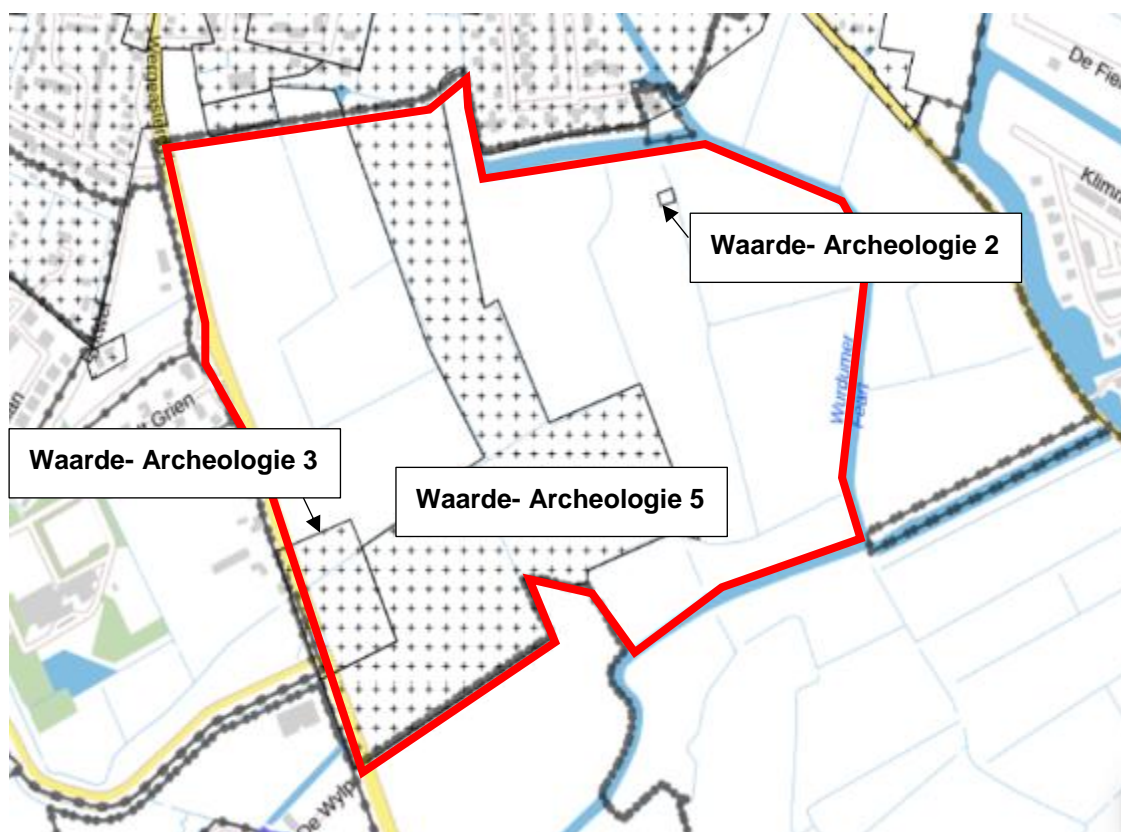 De Fie
Klimm
Waarde- Archeologie 2
Wurdumer
Feart
t Grien
Waarde- Archeologie 3
Waarde- Archeologie 5
De Wylp